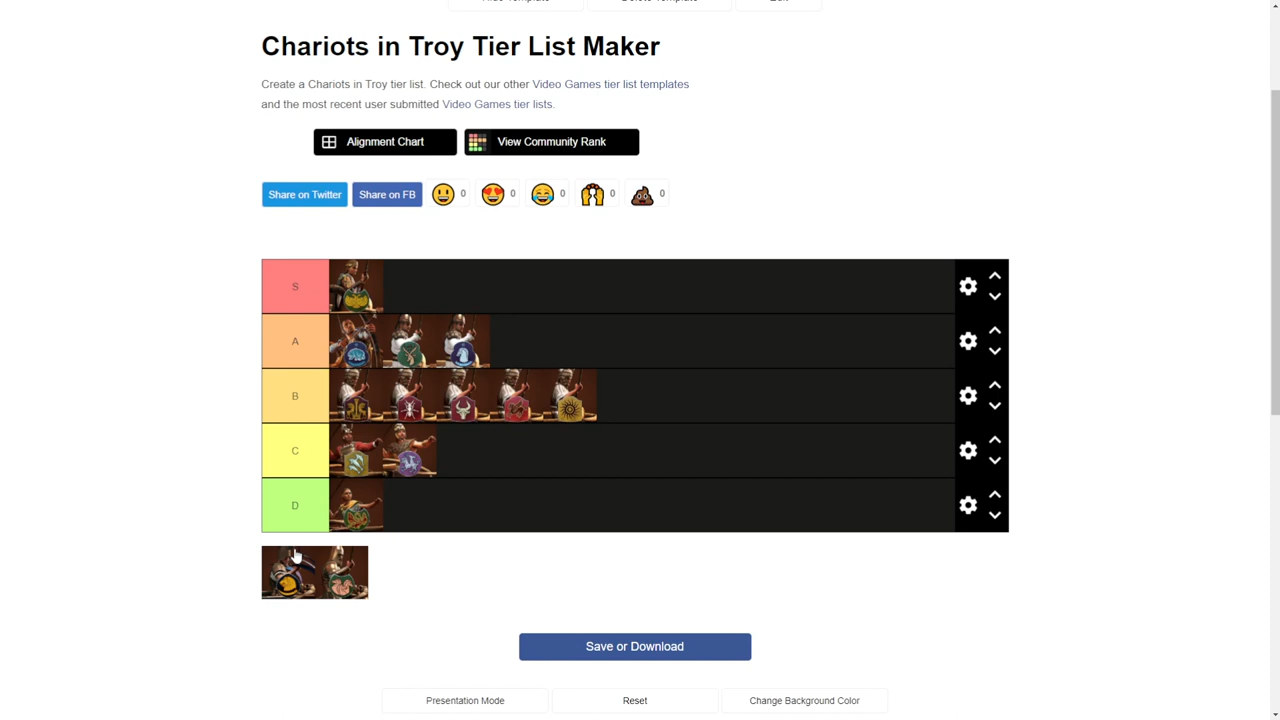 Chariots in Troy Tier List Maker
Create a Chariots in Troy tier list. Check out our other Video Games tier list templates
and the most recent user submitted Video Games tier lists.
Alignment Chart
View Community Rank
Share on Twitter
Share on FB
0
0
0
0
0
S
A
B
C
D
Save or Download
Presentation Mode
Reset
Change Background Color